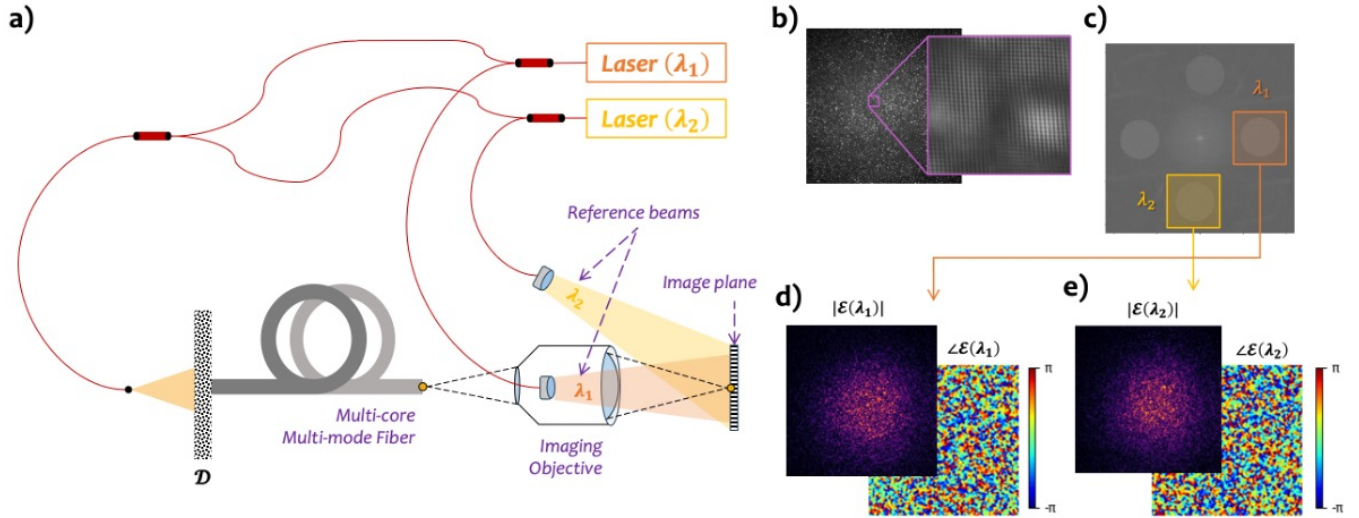 a)
Laser (λ1)
Laser (λ2)
Reference beams
Image plane
λ2
λ1
Multi-core
Multi-mode Fiber
Imaging
Objective
𝓓
b)
c)
λ1
λ2
d)
|ℰ(λ1)|
∠ℰ(λ1)
π
-π
e)
|ℰ(λ2)|
∠ℰ(λ2)
π
-π